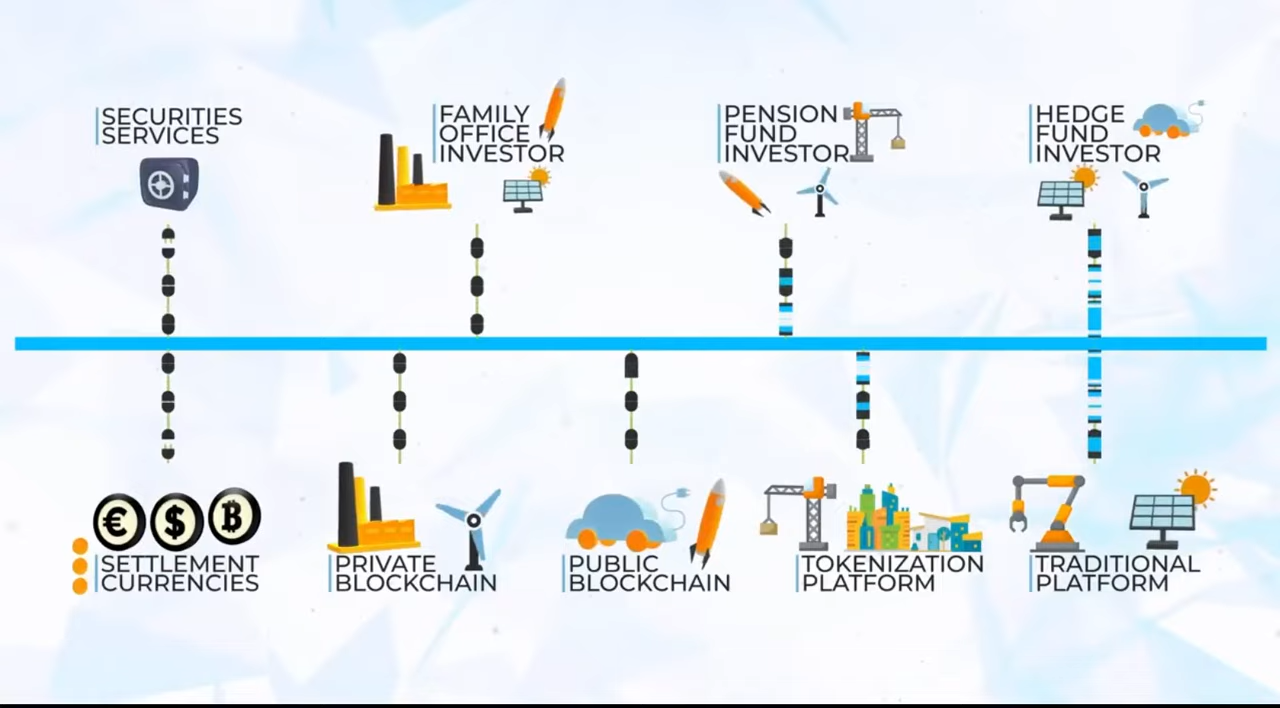 SECURITIES
SERVICES
FAMILY
OFFICE
INVESTOR
PENSION
FUND
INVESTOR
HEDGE
FUND
INVESTOR
€ $ ₿
SETTLEMENT
CURRENCIES
PRIVATE
BLOCKCHAIN
PUBLIC
BLOCKCHAIN
TOKENIZATION
PLATFORM
TRADITIONAL
PLATFORM